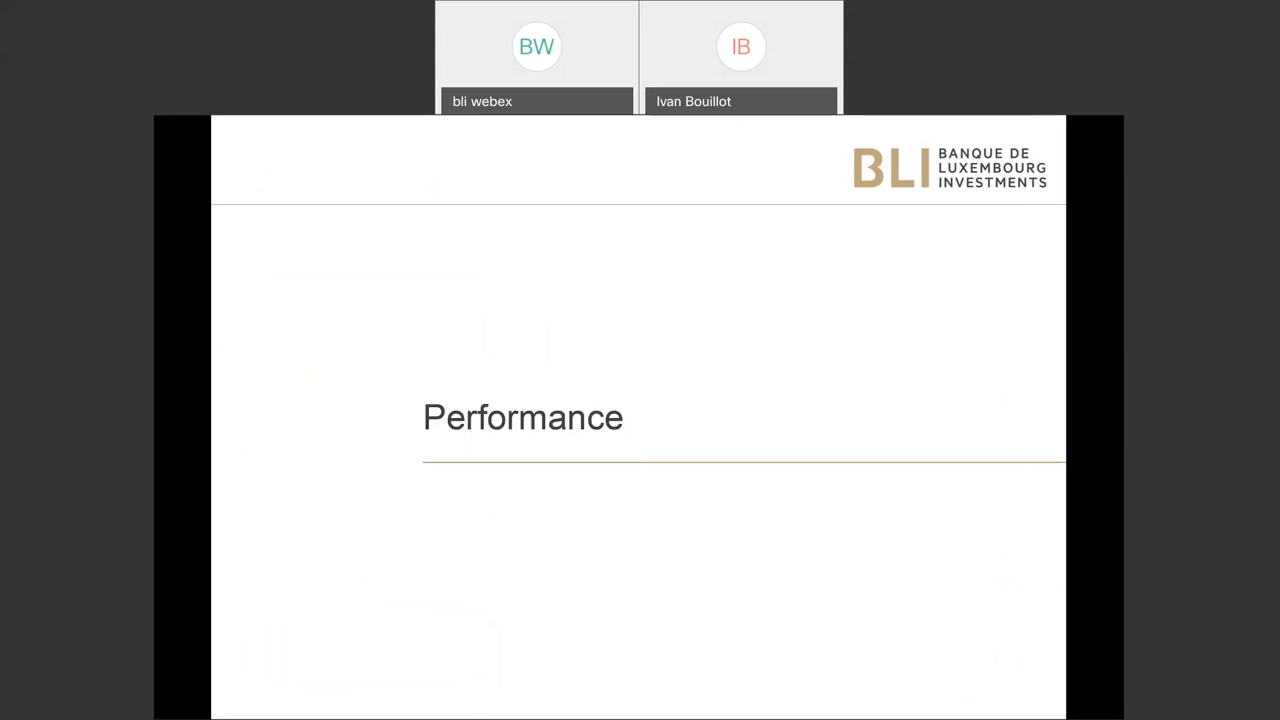 BW
IB
bli webex
Ivan Bouillot
BLI
BANQUE DE
LUXEMBOURG
INVESTMENTS
Performance